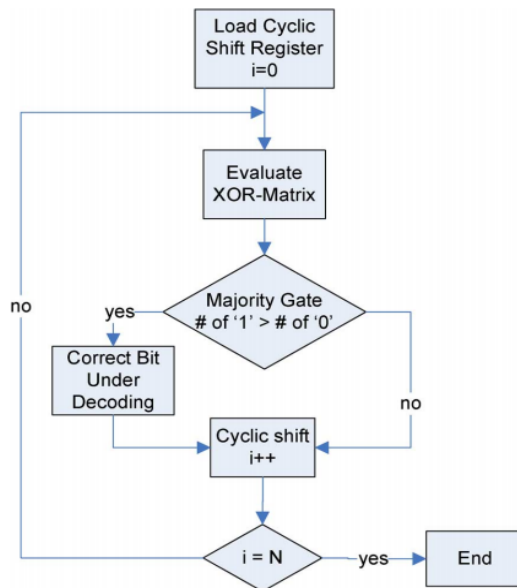 Load Cyclic
Shift Register
i=0
Evaluate
XOR-Matrix
Majority Gate
# of ‘1’ > # of ‘0’
yes
no
Correct Bit
Under
Decoding
no
Cyclic shift
i++
i = N
yes
End